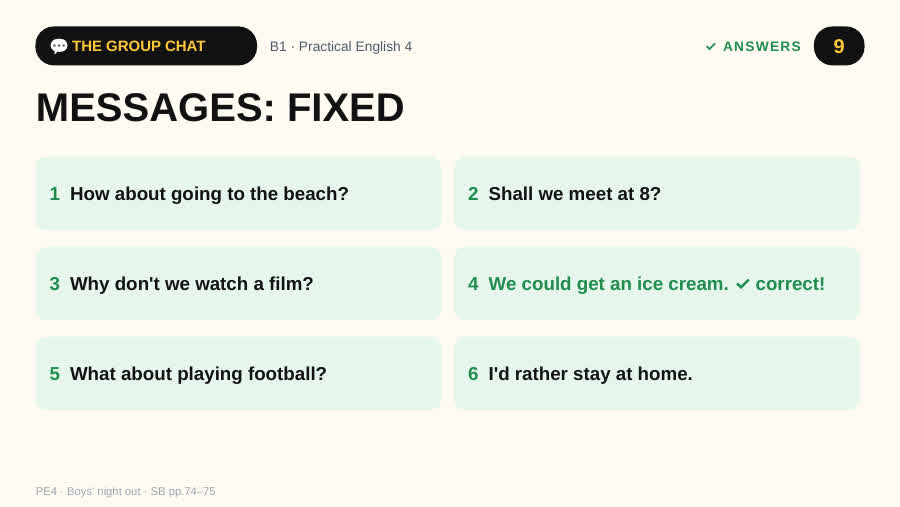 💬 THE GROUP CHAT
B1 · Practical English 4
✓ ANSWERS
9
MESSAGES: FIXED
1 How about going to the beach?
2 Shall we meet at 8?
3 Why don't we watch a film?
4 We could get an ice cream. ✓ correct!
5 What about playing football?
6 I'd rather stay at home.
PE4 · Boys' night out · SB pp.74–75